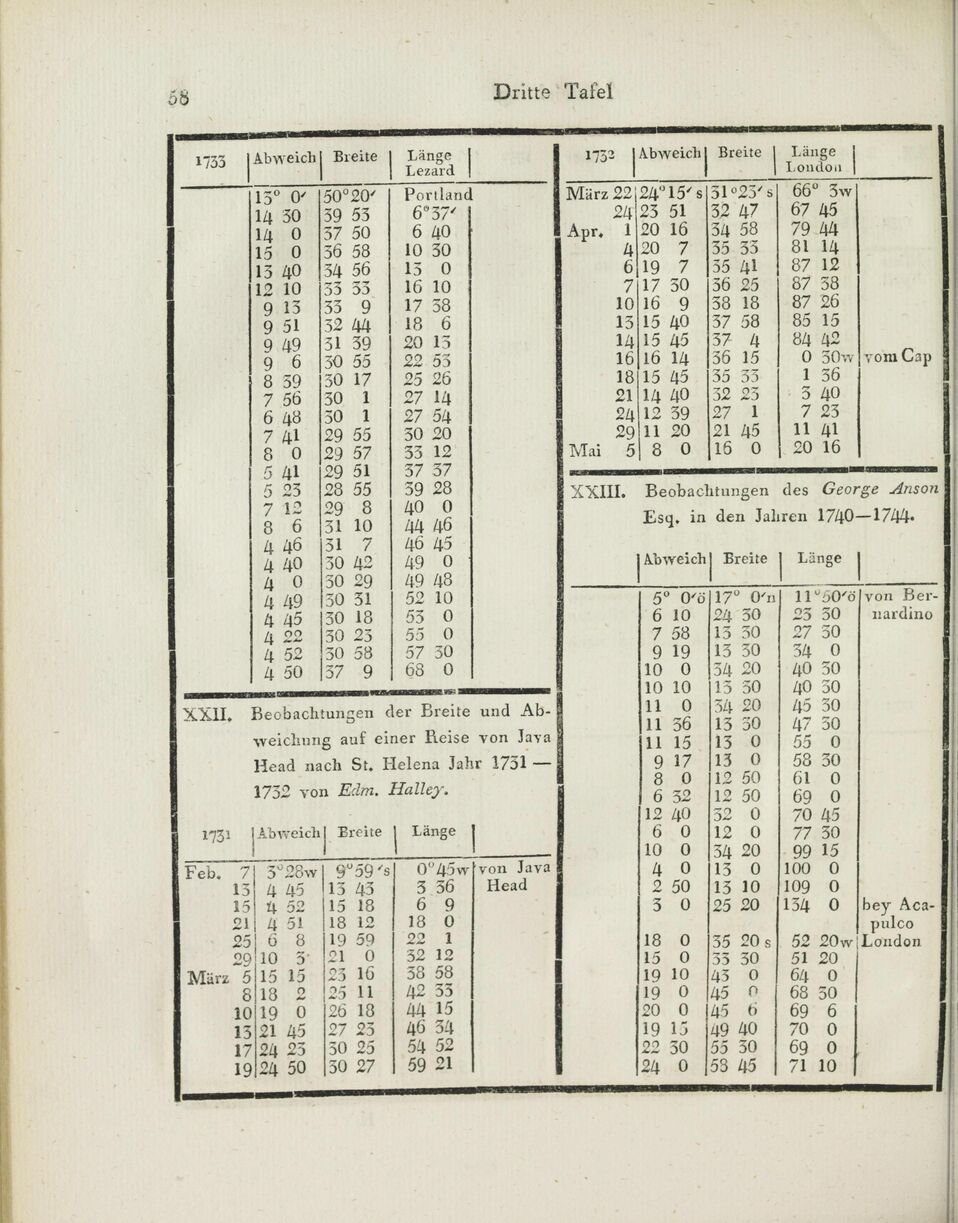 58
Dritte Tafel
1733 Abweich Breite Länge Lezard
13° 0′ 50°20′ Portland
14 30 39 53 6°37′
14 0 37 50 6 40
15 0 36 58 10 30
13 40 34 56 13 0
12 10 33 33 16 10
9 13 33 9 17 38
9 51 32 44 18 6
9 49 31 39 20 13
9 6 30 55 22 53
8 39 30 17 25 26
7 56 30 1 27 14
6 48 30 1 27 54
7 41 29 55 30 20
8 0 29 57 33 12
5 41 29 51 37 37
5 23 28 55 39 28
7 12 29 8 40 0
8 6 31 10 44 46
4 46 31 7 46 45
4 40 30 42 49 0
4 0 30 29 49 48
4 49 30 31 52 10
4 45 30 18 53 0
4 22 30 23 55 0
4 52 30 58 57 30
4 50 37 9 68 0
XXII. Beobachtungen der Breite und Ab-
weichung auf einer Reise von Java
Head nach St. Helena Jahr 1731 —
1732 von Edm. Halley.
1731 Abweich Breite Länge
Feb. 7 3°28w 9°59′s 0°45w von Java
13 4 45 13 43 3 36 Head
15 4 52 15 18 6 9
21 4 51 18 12 18 0
25 6 8 19 59 22 1
29 10 3 21 0 32 12
März 5 15 15 23 16 38 58
8 18 2 25 11 42 33
10 19 0 26 18 44 15
13 21 45 27 23 46 34
17 24 23 30 25 54 52
19 24 50 30 27 59 21
1732 Abweich Breite Länge London
März 22 24°15′s 31°23′s 66° 3w
24 23 51 32 47 67 45
Apr. 1 20 16 34 58 79 44
4 20 7 35 33 81 14
6 19 7 35 41 87 12
7 17 30 36 25 87 38
10 16 9 38 18 87 26
13 15 40 37 58 85 15
14 15 45 37 4 84 42
16 16 14 36 15 0 30w vom Cap
18 15 45 35 33 1 36
21 14 40 32 23 3 40
24 12 39 27 1 7 23
29 11 20 21 45 11 41
Mai 5 8 0 16 0 20 16
XXIII. Beobachtungen des George Anson
Esq. in den Jahren 1740—1744.
Abweich Breite Länge
5° 0′ö 17° 0′n 11°50′ö von Ber-
6 10 24 30 23 30 nardino
7 58 13 30 27 30
9 19 13 30 34 0
10 0 34 20 40 30
10 10 13 30 40 30
11 0 34 20 45 30
11 36 13 30 47 30
11 15 13 0 55 0
9 17 13 0 58 30
8 0 12 50 61 0
6 32 12 50 69 0
12 40 32 0 70 45
6 0 12 0 77 30
10 0 34 20 99 15
4 0 13 0 100 0
2 50 13 10 109 0
3 0 25 20 134 0 bey Aca-
pulco
18 0 35 20 s 52 20w London
15 0 33 30 51 20
19 10 43 0 64 0
19 0 45 0 68 30
20 0 45 6 69 6
19 15 49 40 70 0
22 30 55 30 69 0
24 0 53 45 71 10